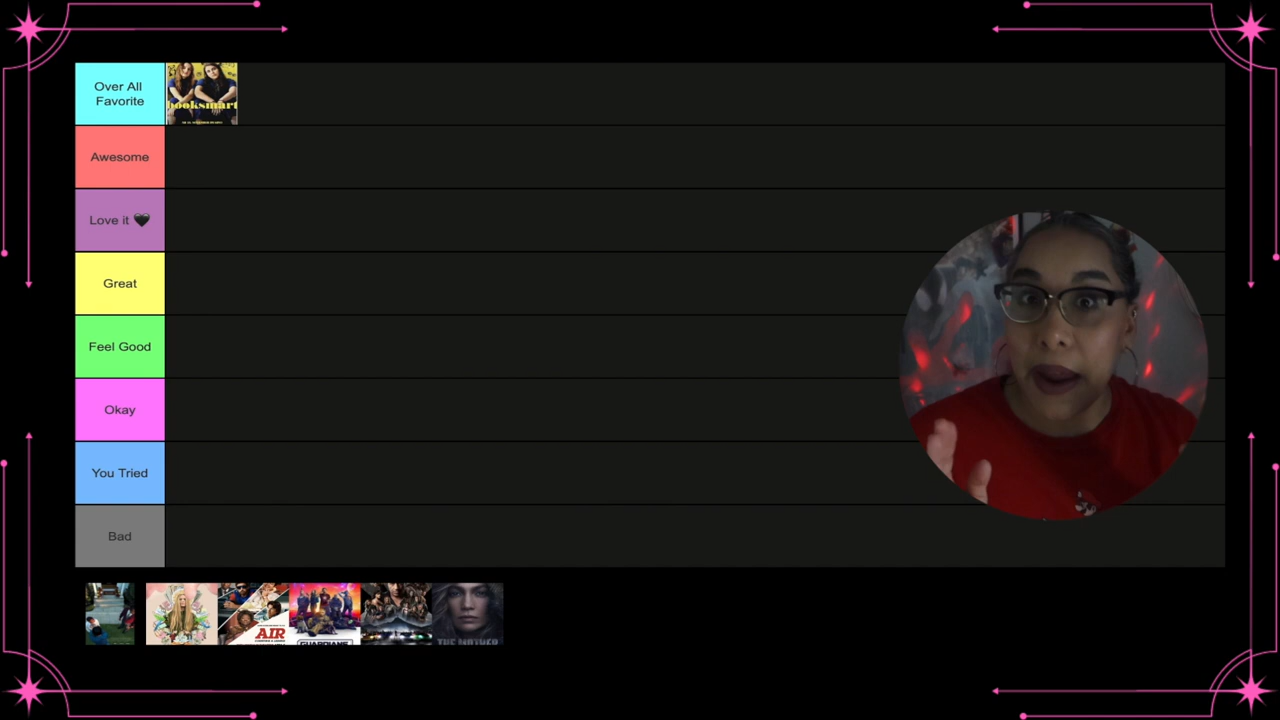 Over All
Favorite
booksmart
Awesome
Love it 🖤
Great
Feel Good
Okay
You Tried
Bad
AIR
GUARDIANS
THE MOTHER